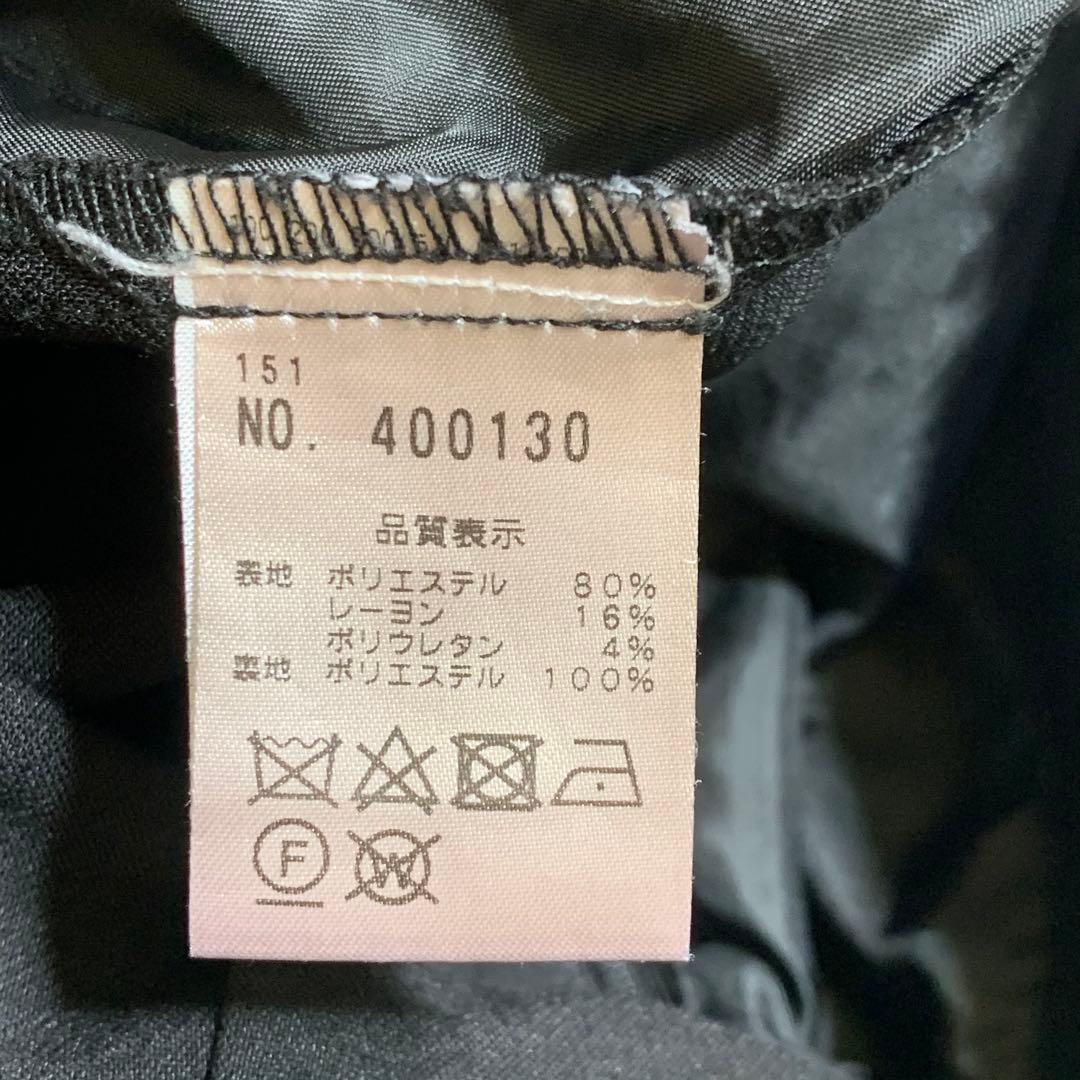 151
NO. 400130
品質表示
表地 ポリエステル 80%
レーヨン 16%
ポリウレタン 4%
裏地 ポリエステル 100%
F W